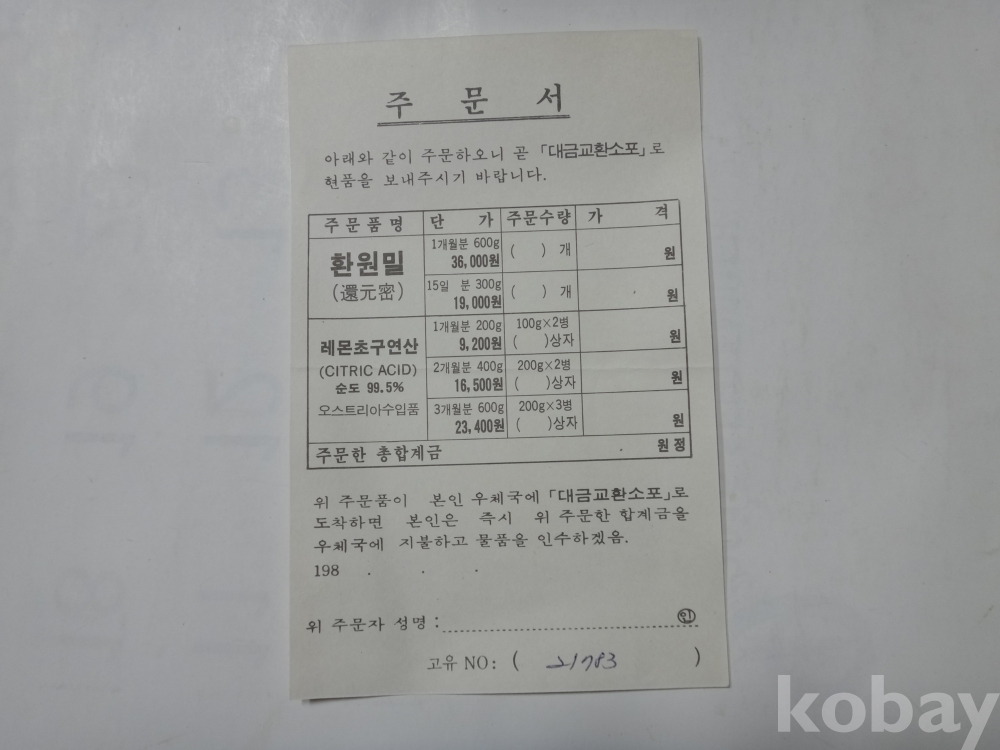 주 문 서
아래와 같이 주문하오니 곧 「대금교환소포」로
현품을 보내주시기 바랍니다.
주문품명 단 가 주문수량 가 격
환원밀
(還元密)
1개월분 600g
36,000원
( ) 개
원
15일 분 300g
19,000원
( ) 개
원
레몬초구연산
(CITRIC ACID)
순도 99.5%
오스트리아수입품
1개월분 200g
9,200원
100g×2병
( )상자
원
2개월분 400g
16,500원
200g×2병
( )상자
원
3개월분 600g
23,400원
200g×3병
( )상자
원
주문한 총합계금 원정
위 주문품이 본인 우체국에 「대금교환소포」로
도착하면 본인은 즉시 위 주문한 합계금을
우체국에 지불하고 물품을 인수하겠음.
198 . . .
위 주문자 성명 : ㊞
고유 NO: ( 21783 )
kobay